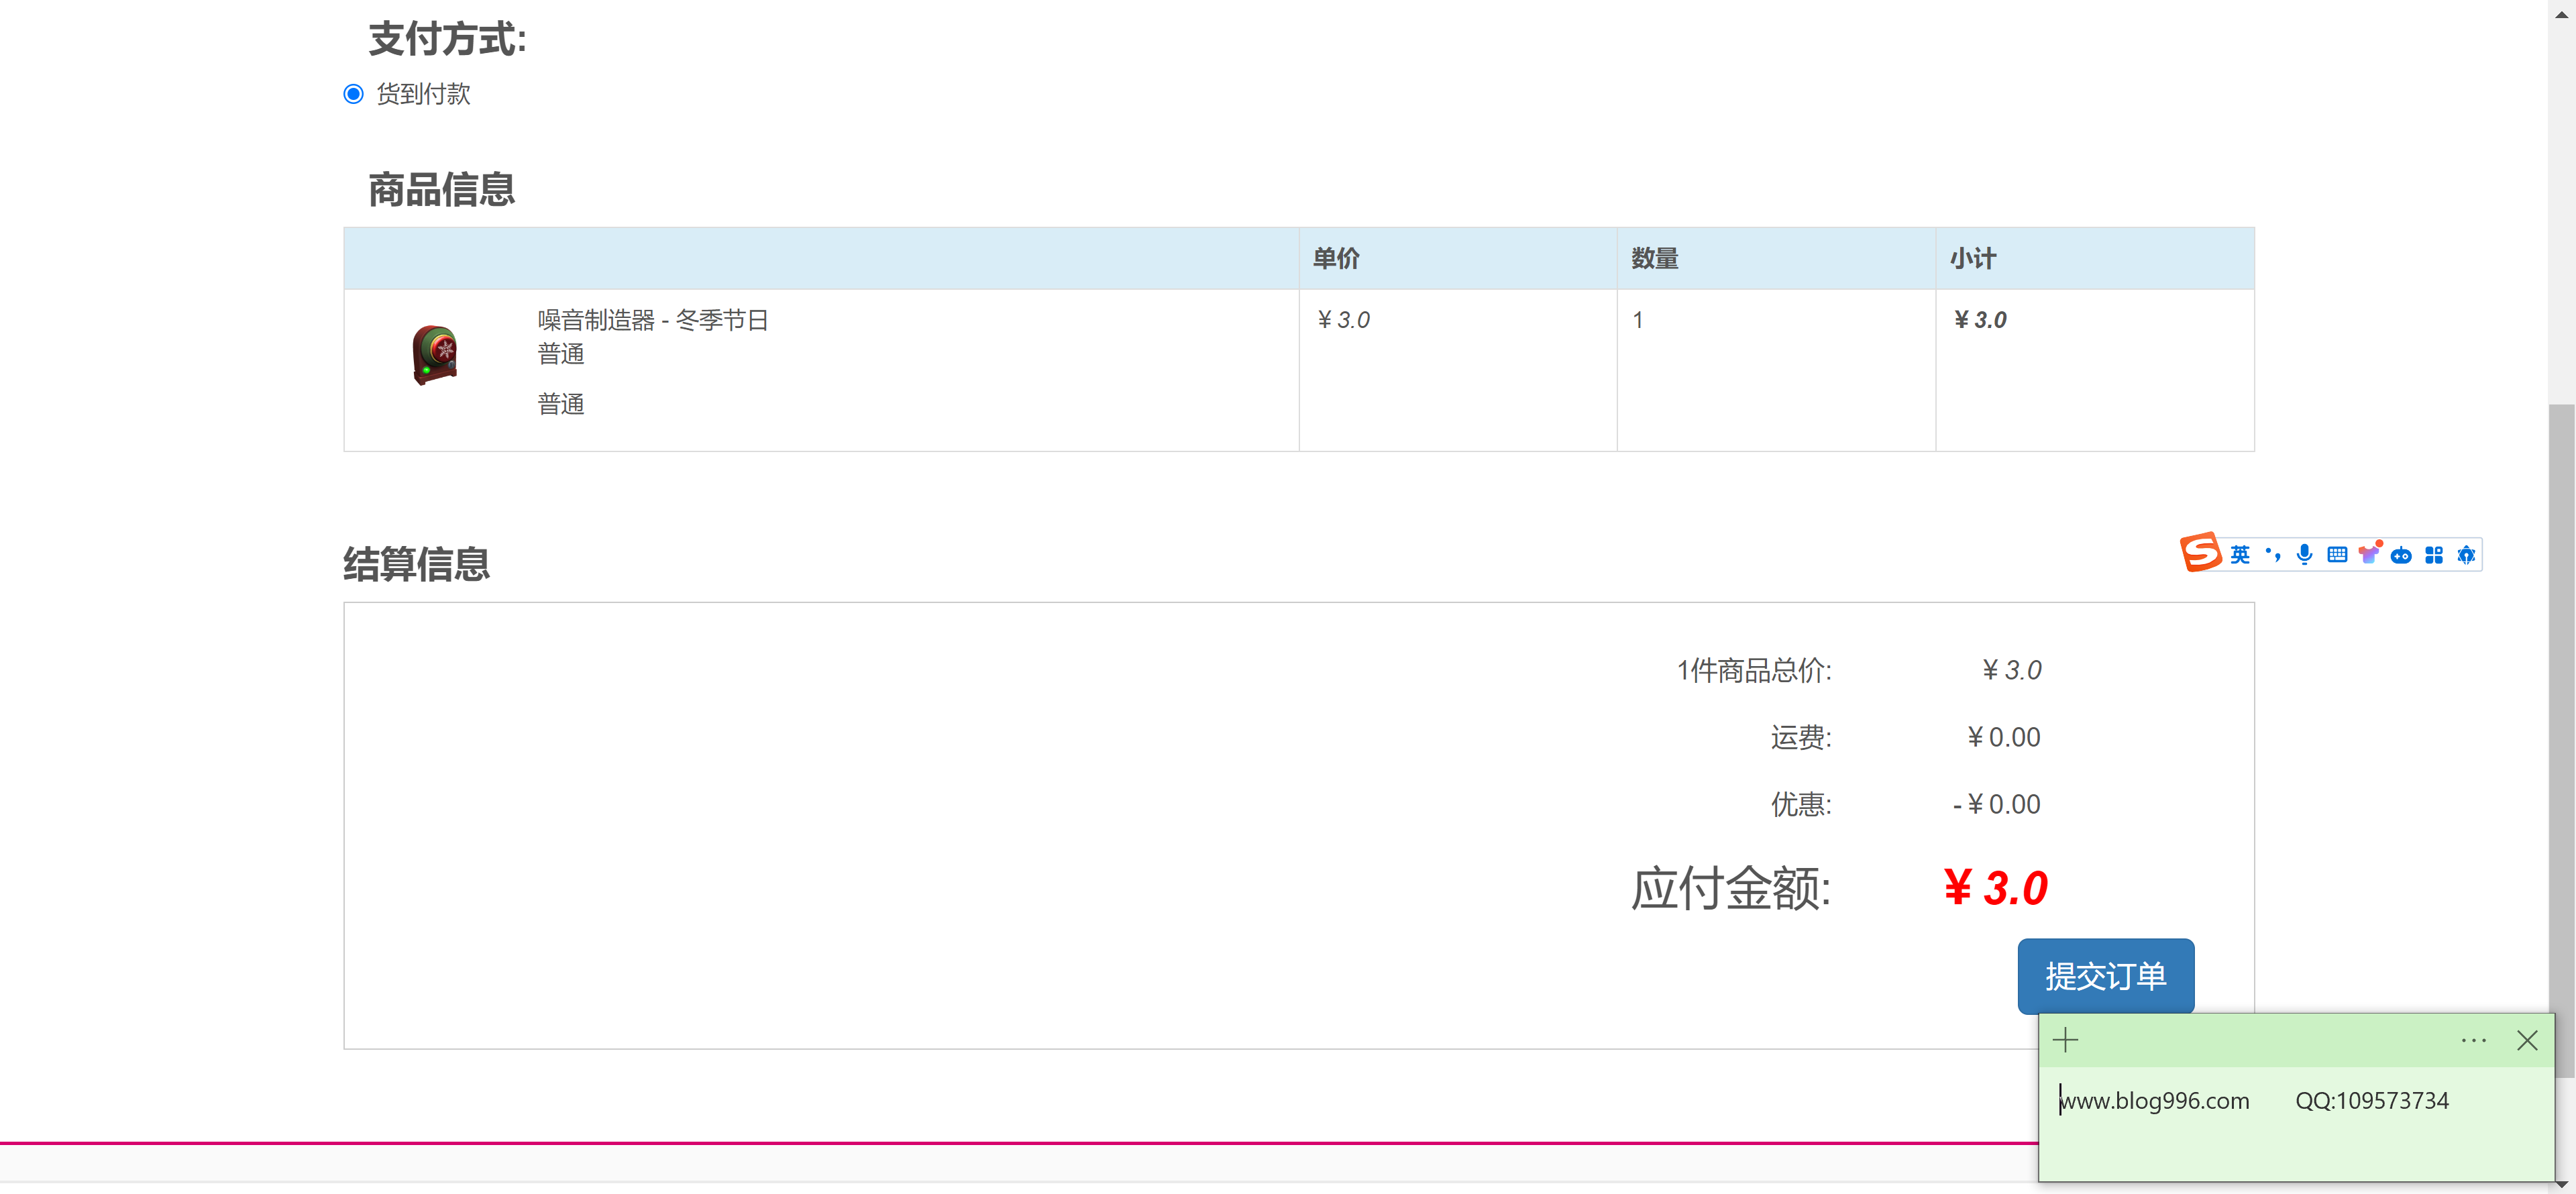 支付方式:
货到付款
商品信息
单价 数量 小计
噪音制造器 - 冬季节日 ¥ 3.0 1 ¥ 3.0
普通
普通
结算信息
英
1件商品总价: ¥ 3.0
运费: ¥ 0.00
优惠: - ¥ 0.00
应付金额: ¥ 3.0
提交订单
www.blog996.com QQ:109573734